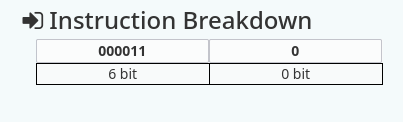 Instruction Breakdown
000011 0
6 bit 0 bit